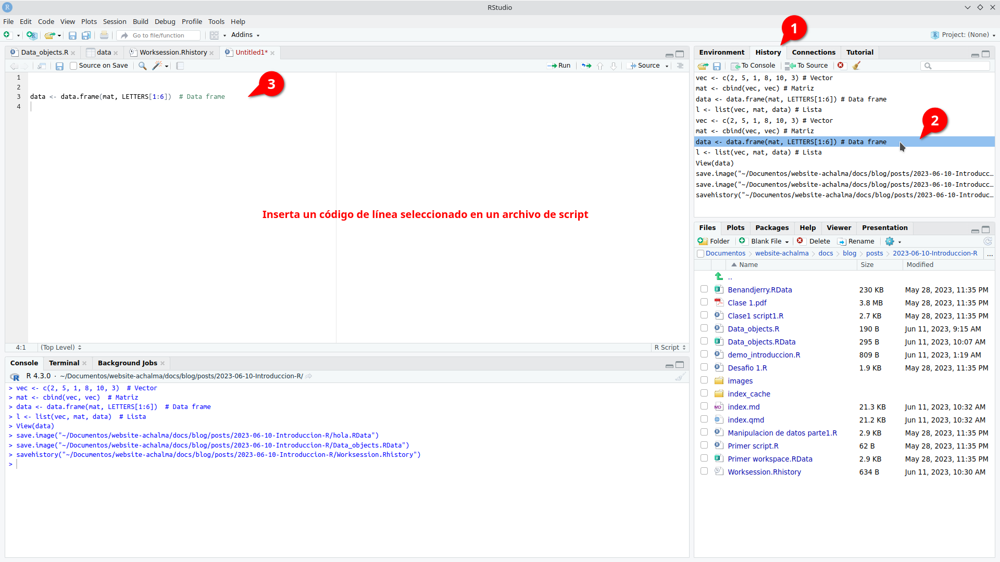 RStudio
File Edit Code View Plots Session Build Debug Profile Tools Help
Go to file/function Addins Project: (None)
1
Data_objects.R data Worksession.Rhistory Untitled1*
Source on Save Run Source
1
2
3 data <- data.frame(mat, LETTERS[1:6])  # Data frame
4
3
Inserta un código de línea seleccionado en un archivo de script
4:1 (Top Level) R Script
Environment History Connections Tutorial
To Console To Source
vec <- c(2, 5, 1, 8, 10, 3) # Vector
mat <- cbind(vec, vec) # Matriz
data <- data.frame(mat, LETTERS[1:6]) # Data frame
l <- list(vec, mat, data) # Lista
vec <- c(2, 5, 1, 8, 10, 3) # Vector
mat <- cbind(vec, vec) # Matriz
data <- data.frame(mat, LETTERS[1:6]) # Data frame
2
l <- list(vec, mat, data) # Lista
View(data)
save.image("~/Documentos/website-achalma/docs/blog/posts/2023-06-10-Introducc…
save.image("~/Documentos/website-achalma/docs/blog/posts/2023-06-10-Introducc…
savehistory("~/Documentos/website-achalma/docs/blog/posts/2023-06-10-Introduc…
Console Terminal Background Jobs
R 4.3.0 · ~/Documentos/website-achalma/docs/blog/posts/2023-06-10-Introduccion-R/
> vec <- c(2, 5, 1, 8, 10, 3)  # Vector
> mat <- cbind(vec, vec)  # Matriz
> data <- data.frame(mat, LETTERS[1:6])  # Data frame
> l <- list(vec, mat, data)  # Lista
> View(data)
> save.image("~/Documentos/website-achalma/docs/blog/posts/2023-06-10-Introduccion-R/hola.RData")
> save.image("~/Documentos/website-achalma/docs/blog/posts/2023-06-10-Introduccion-R/Data_objects.RData")
> savehistory("~/Documentos/website-achalma/docs/blog/posts/2023-06-10-Introduccion-R/Worksession.Rhistory")
>
Files Plots Packages Help Viewer Presentation
Folder Blank File Delete Rename
Documentos > website-achalma > docs > blog > posts > 2023-06-10-Introduccion-R ...
Name Size Modified
..
Benandjerry.RData 230 KB May 28, 2023, 11:35 PM
Clase 1.pdf 3.8 MB May 28, 2023, 11:35 PM
Clase1 script1.R 2.7 KB May 28, 2023, 11:35 PM
Data_objects.R 190 B Jun 11, 2023, 9:15 AM
Data_objects.RData 295 B Jun 11, 2023, 10:07 AM
demo_introduccion.R 809 B Jun 11, 2023, 1:19 AM
Desafio 1.R 1.9 KB May 28, 2023, 11:35 PM
images
index_cache
index.md 21.3 KB Jun 11, 2023, 10:32 AM
index.qmd 21.2 KB Jun 11, 2023, 10:32 AM
Manipulacion de datos parte1.R 2.9 KB May 28, 2023, 11:35 PM
Primer script.R 62 B May 28, 2023, 11:35 PM
Primer workspace.RData 2.9 KB May 28, 2023, 11:35 PM
Worksession.Rhistory 634 B Jun 11, 2023, 10:30 AM